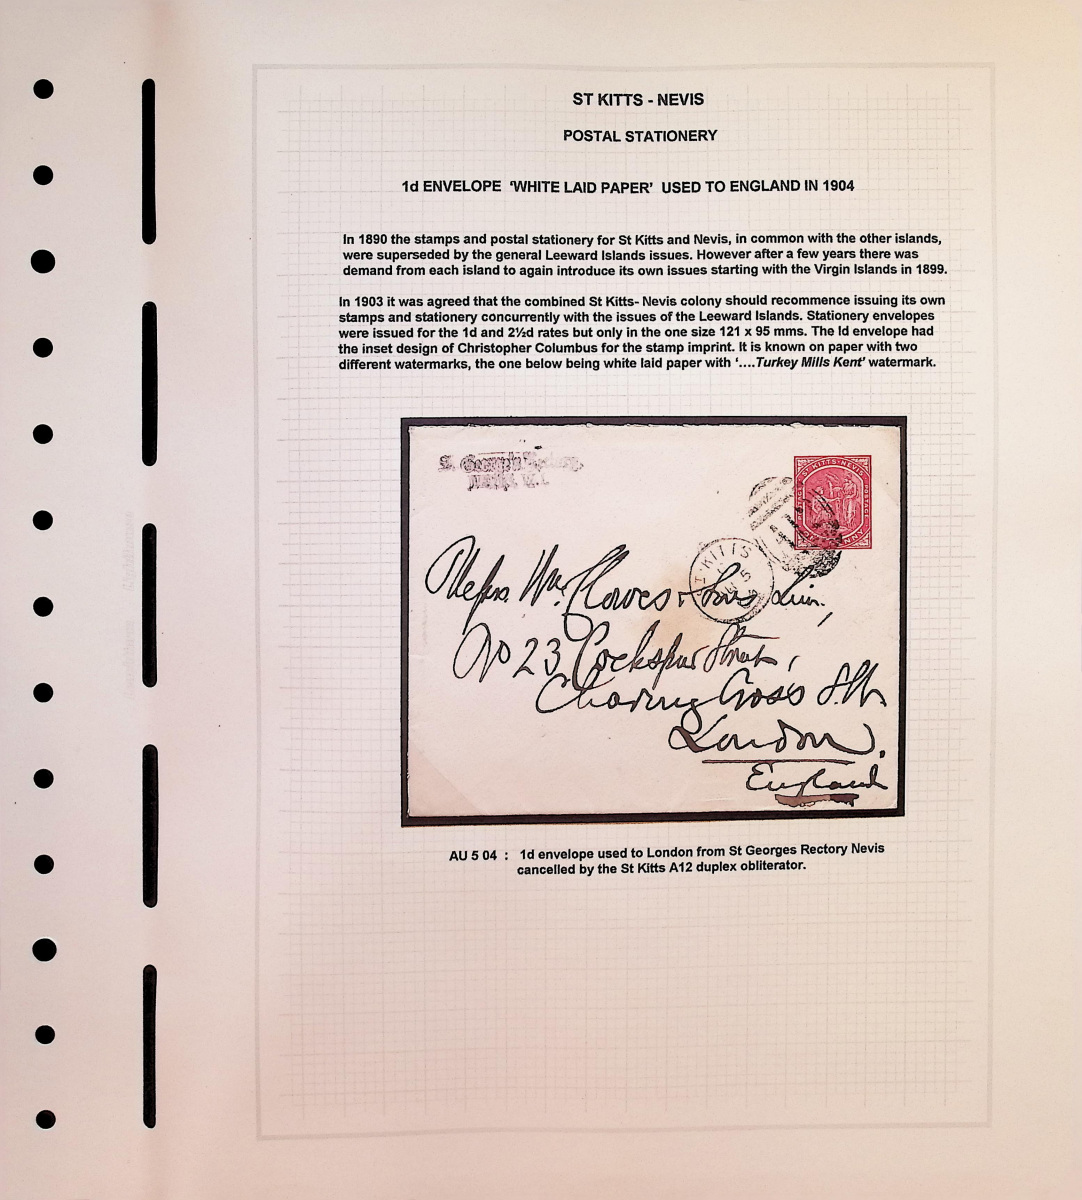 ST KITTS - NEVIS
POSTAL STATIONERY
1d ENVELOPE 'WHITE LAID PAPER' USED TO ENGLAND IN 1904
In 1890 the stamps and postal stationery for St Kitts and Nevis, in common with the other islands,
were superseded by the general Leeward Islands issues. However after a few years there was
demand from each island to again introduce its own issues starting with the Virgin Islands in 1899.
In 1903 it was agreed that the combined St Kitts- Nevis colony should recommence issuing its own
stamps and stationery concurrently with the issues of the Leeward Islands. Stationery envelopes
were issued for the 1d and 2½d rates but only in the one size 121 x 95 mms. The ld envelope had
the inset design of Christopher Columbus for the stamp imprint. It is known on paper with two
different watermarks, the one below being white laid paper with '....Turkey Mills Kent' watermark.
S. George's Rectory,
Nevis, W.I.
ST KITTS-NEVIS
POSTAGE
PENNY
KITTS
5
Messrs. Wm. Clowes & Sons Lim.,
No 23 Cockspur Street,
Charing Cross S.W.
London.
England
AU 5 04 : 1d envelope used to London from St Georges Rectory Nevis
cancelled by the St Kitts A12 duplex obliterator.